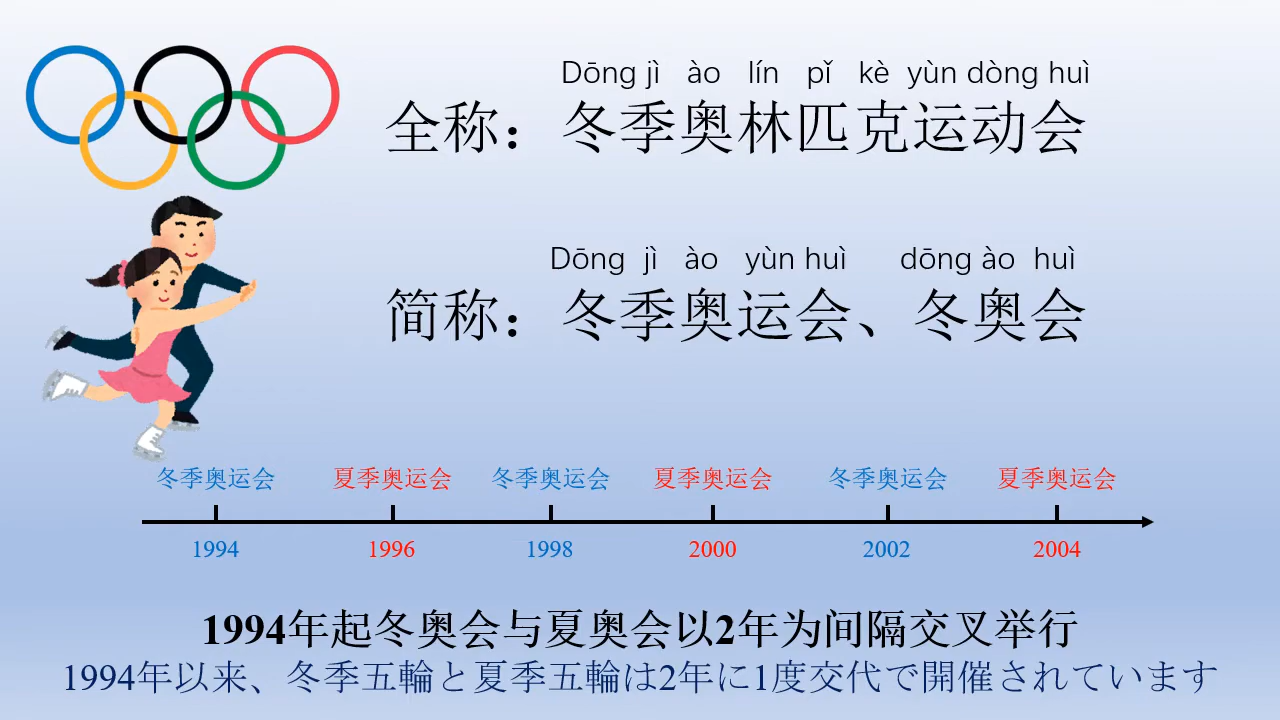 Dōng jì ào lín pǐ kè yùn dòng huì
全称：冬季奥林匹克运动会
Dōng jì ào yùn huì dōng ào huì
简称：冬季奥运会、冬奥会
冬季奥运会 夏季奥运会 冬季奥运会 夏季奥运会 冬季奥运会 夏季奥运会
1994 1996 1998 2000 2002 2004
1994年起冬奥会与夏奥会以2年为间隔交叉举行
1994年以来、冬季五輪と夏季五輪は2年に1度交代で開催されています